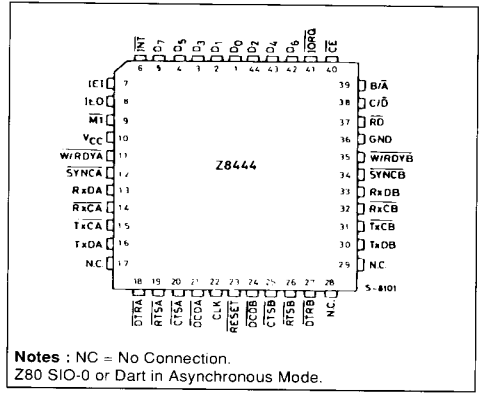 INT D7 D5 D3 D1 D0 D2 D4 D6 IORQ CE
6 5 4 3 2 1 44 43 42 41 40
IEI 7
IEO 8
M1 9
VCC 10
W/RDYA 11
SYNCA 12
RxDA 13
RxCA 14
TxCA 15
TxDA 16
N.C. 17
Z8444
39 B/A
38 C/D
37 RD
36 GND
35 W/RDYB
34 SYNCB
33 RxDB
32 RxCB
31 TxCB
30 TxDB
29 N.C.
18 19 20 21 22 23 24 25 26 27 28
DTRA RTSA CTSA DCDA CLK RESET DCDB CTSB RTSB DTRB N.C.
S-8101
Notes : NC = No Connection.
Z80 SIO-0 or Dart in Asynchronous Mode.